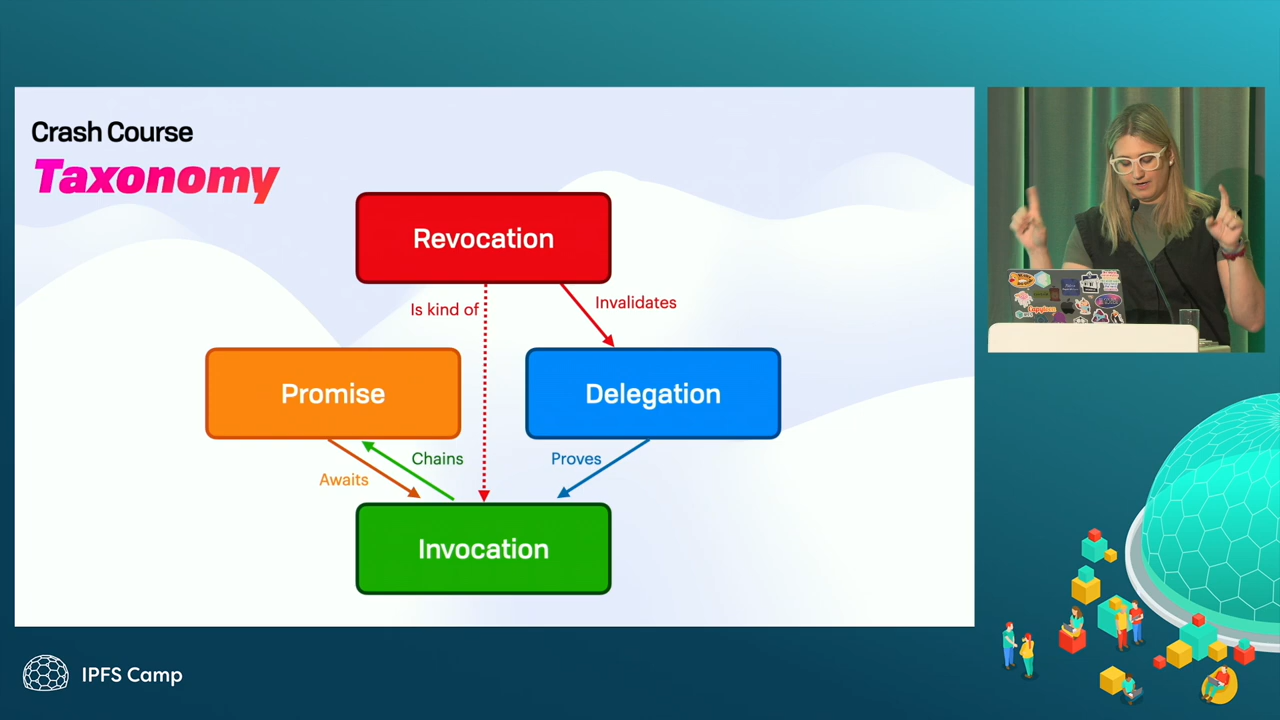 Crash Course
Taxonomy
Revocation
Is kind of
Invalidates
Promise
Delegation
Awaits
Chains
Proves
Invocation
IPFS Camp